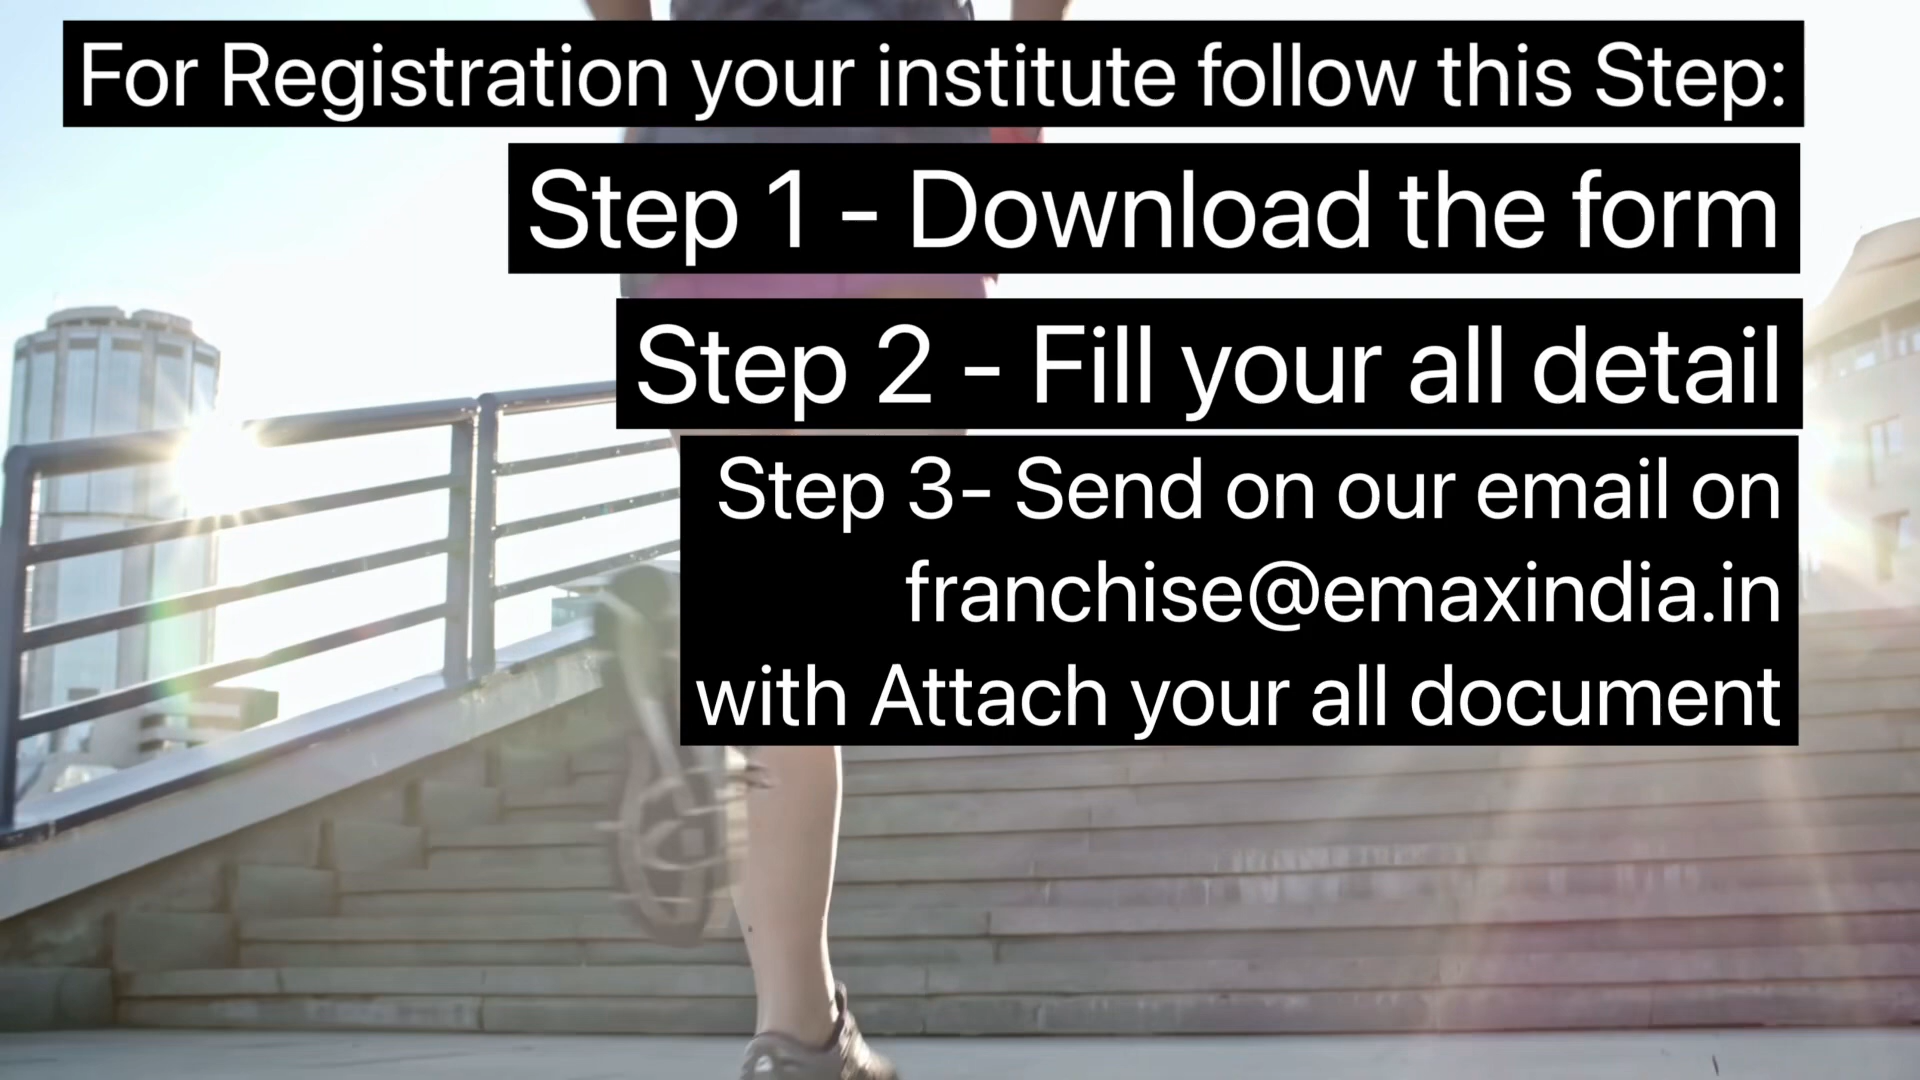 For Registration your institute follow this Step:
Step 1 - Download the form
Step 2 - Fill your all detail
Step 3- Send on our email on
franchise@emaxindia.in
with Attach your all document